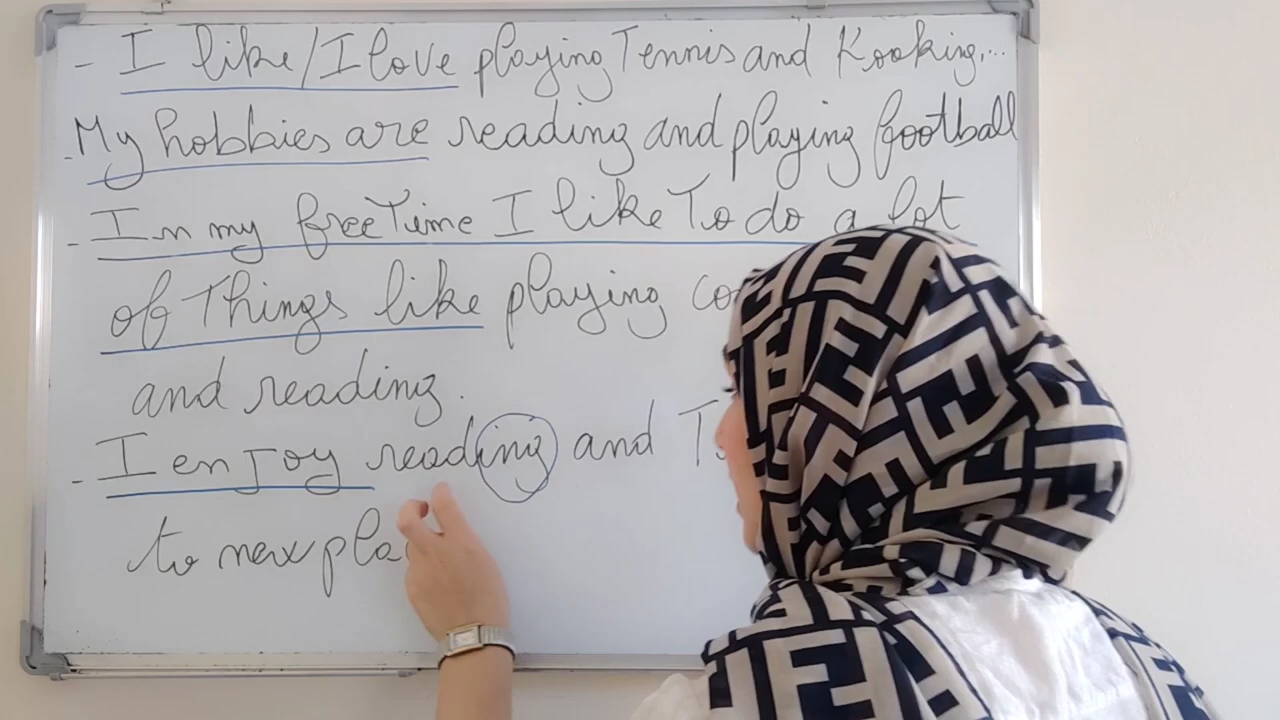 - I like/I love playing Tennis and Kooking,...
- My hobbies are reading and playing football
- In my free Time I like To do a lot
of Things like playing
and reading.
- I enjoy reading and
to new